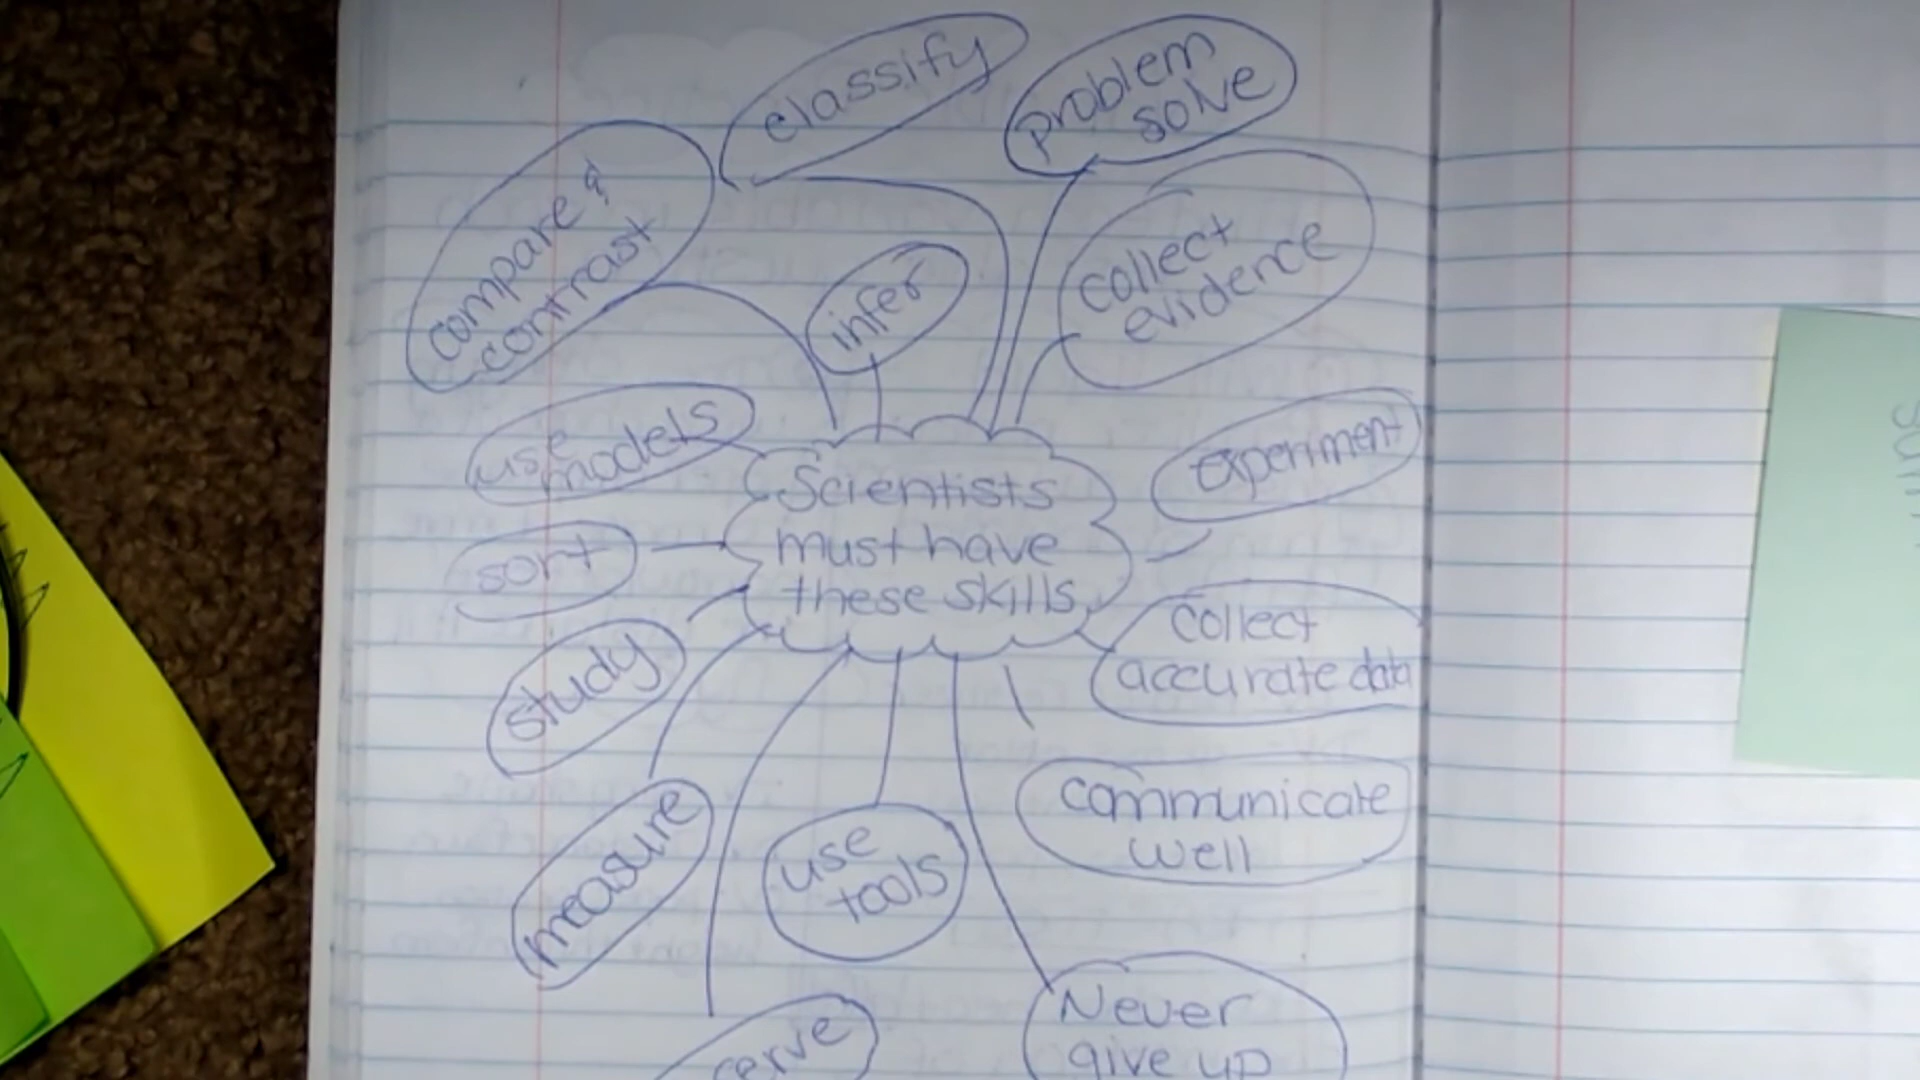 classify
problem
solve
compare &
contrast
infer
collect
evidence
use
models
experiment
Scientists
must have
these skills
sort
collect
accurate data
study
measure
use
tools
communicate
well
erve
Never
give up